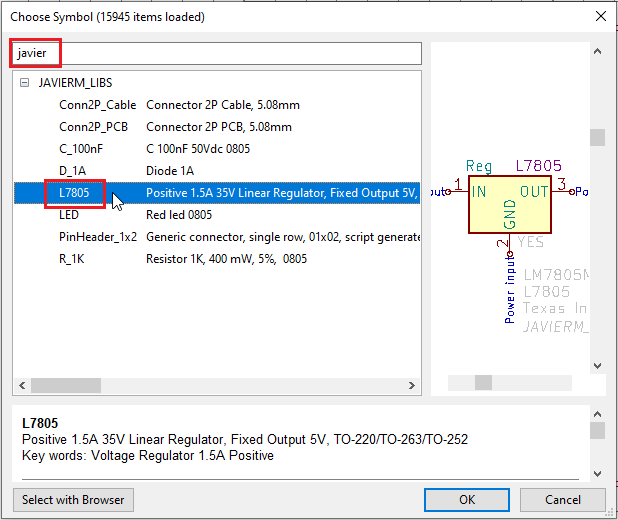 Choose Symbol (15945 items loaded)
javier
JAVIERM_LIBS
Conn2P_Cable Connector 2P Cable, 5.08mm
Conn2P_PCB Connector 2P PCB, 5.08mm
C_100nF C 100nF 50Vdc 0805
D_1A Diode 1A
L7805 Positive 1.5A 35V Linear Regulator, Fixed Output 5V,
LED Red led 0805
PinHeader_1x2 Generic connector, single row, 01x02, script generate
R_1K Resistor 1K, 400 mW, 5%, 0805
Reg L7805
1 IN OUT 3
GND
2
YES
Power input
LM7805M
L7805
Texas In
JAVIERM_
L7805
Positive 1.5A 35V Linear Regulator, Fixed Output 5V, TO-220/TO-263/TO-252
Key words: Voltage Regulator 1.5A Positive
Select with Browser
OK
Cancel